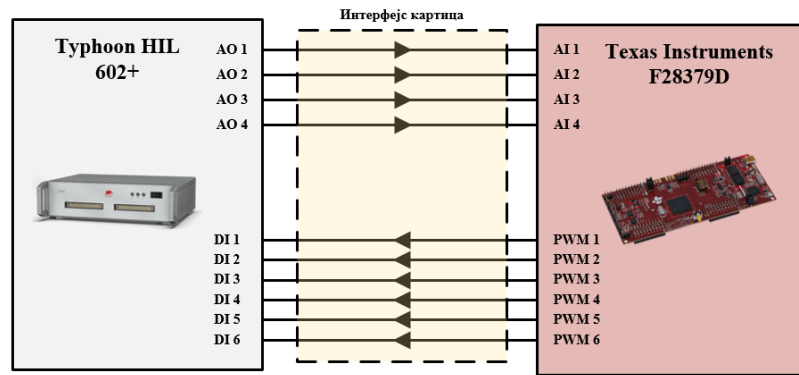 Интерфејс картица
Typhoon HIL
602+
AO 1
AO 2
AO 3
AO 4
DI 1
DI 2
DI 3
DI 4
DI 5
DI 6
Texas Instruments
F28379D
AI 1
AI 2
AI 3
AI 4
PWM 1
PWM 2
PWM 3
PWM 4
PWM 5
PWM 6